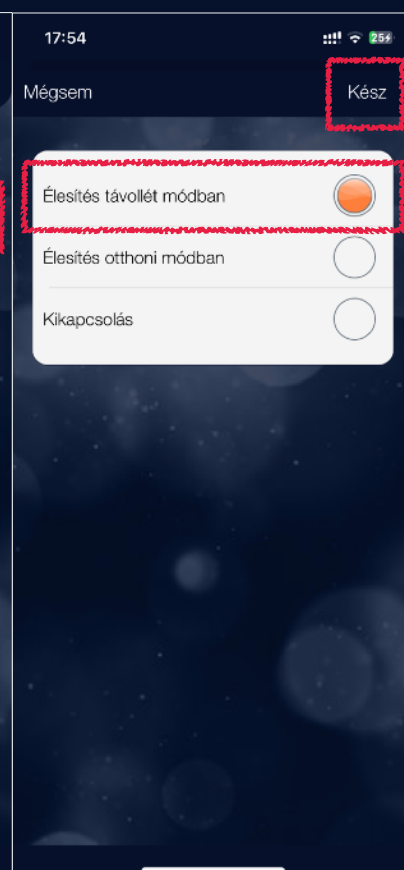 17:54
25
Mégsem
Kész
Élesítés távollét módban
Élesítés otthoni módban
Kikapcsolás